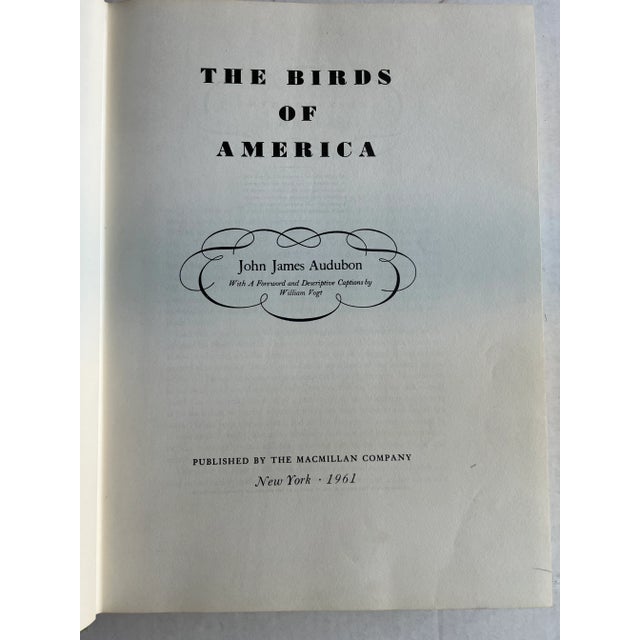 THE BIRDS
OF
AMERICA
John James Audubon
With A Foreword and Descriptive Captions by
William Vogt
PUBLISHED BY THE MACMILLAN COMPANY
New York · 1961